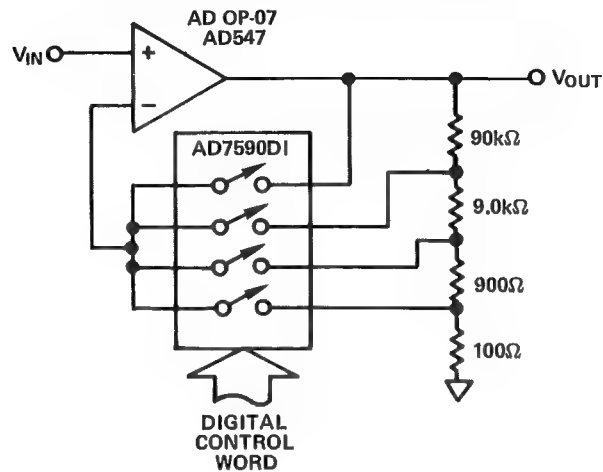 AD OP-07
AD547
VIN
+
−
VOUT
AD7590DI
90kΩ
9.0kΩ
900Ω
100Ω
DIGITAL
CONTROL
WORD